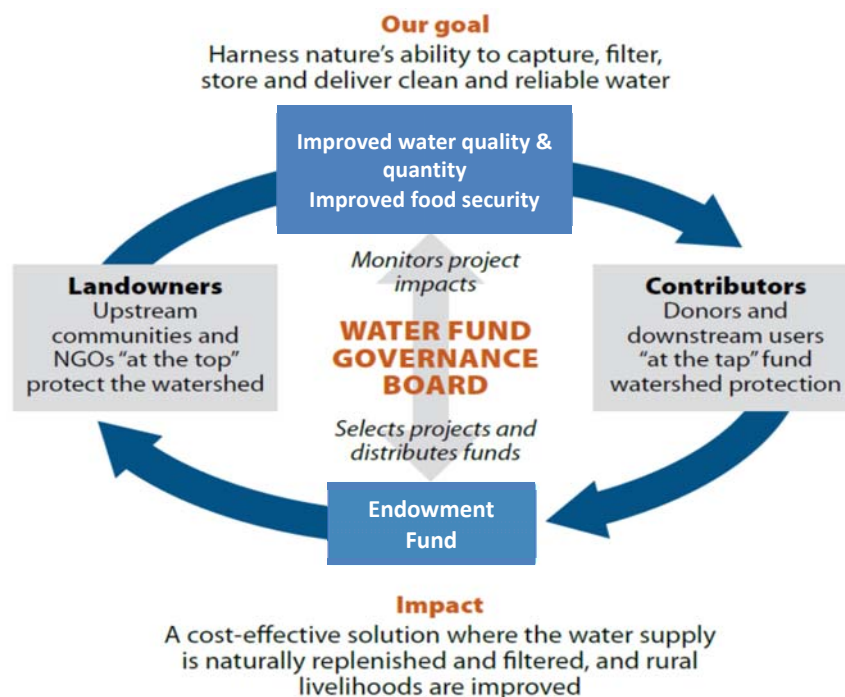 Our goal
Harness nature's ability to capture, filter,
store and deliver clean and reliable water
Improved water quality &
quantity
Improved food security
Monitors project
impacts
Landowners
Upstream
communities and
NGOs “at the top”
protect the watershed
WATER FUND
GOVERNANCE
BOARD
Contributors
Donors and
downstream users
“at the tap” fund
watershed protection
Selects projects and
distributes funds
Endowment
Fund
Impact
A cost-effective solution where the water supply
is naturally replenished and filtered, and rural
livelihoods are improved